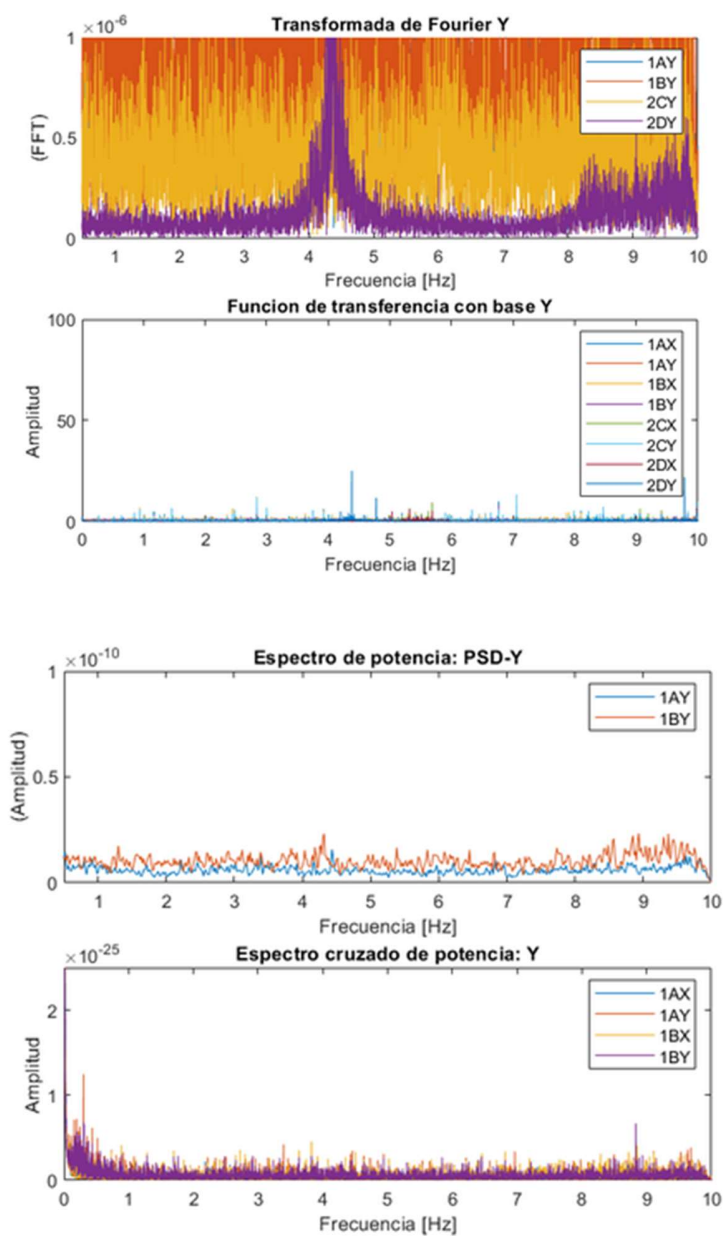 Transformada de Fourier Y
×10⁻⁶
1
0.5
0
(FFT)
1AY
1BY
2CY
2DY
1 2 3 4 5 6 7 8 9 10
Frecuencia [Hz]
Funcion de transferencia con base Y
100
50
0
Amplitud
1AX
1AY
1BX
1BY
2CX
2CY
2DX
2DY
0 1 2 3 4 5 6 7 8 9 10
Frecuencia [Hz]
Espectro de potencia: PSD-Y
×10⁻¹⁰
1
0.5
0
(Amplitud)
1AY
1BY
1 2 3 4 5 6 7 8 9 10
Frecuencia [Hz]
Espectro cruzado de potencia: Y
×10⁻²⁵
2
1
0
Amplitud
1AX
1AY
1BX
1BY
0 1 2 3 4 5 6 7 8 9 10
Frecuencia [Hz]